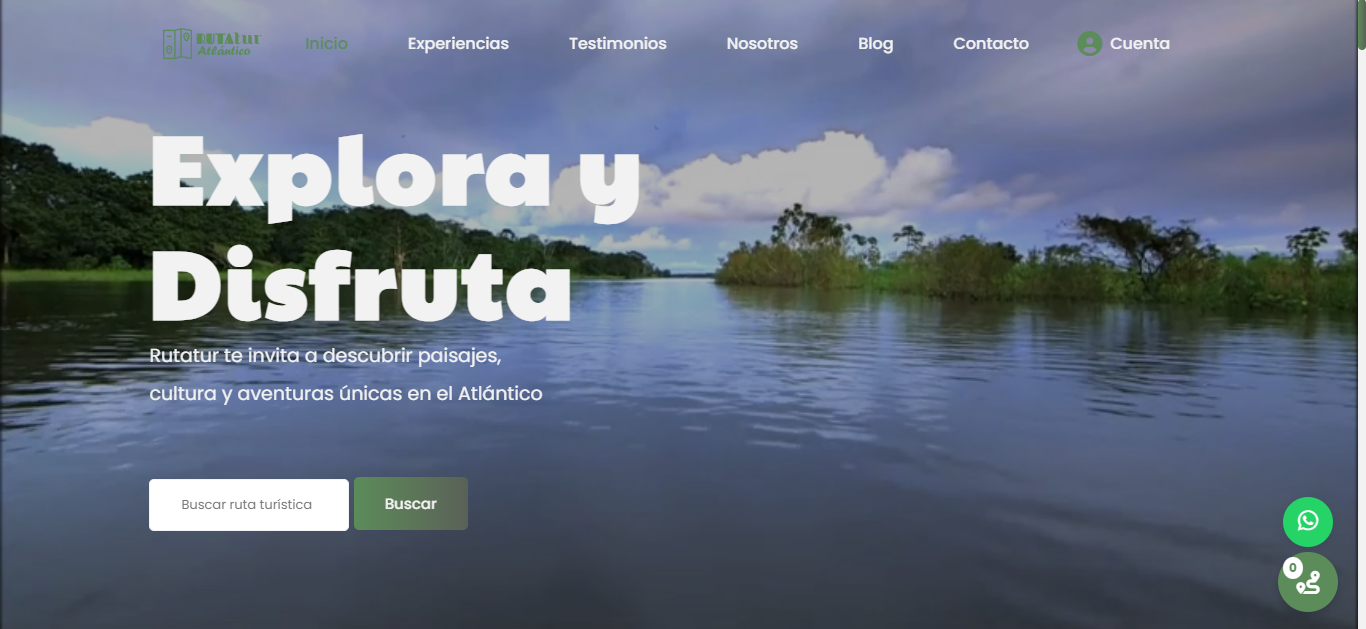 RUTAtur
Atlántico
Inicio
Experiencias
Testimonios
Nosotros
Blog
Contacto
Cuenta
Explora y
Disfruta
Rutatur te invita a descubrir paisajes,
cultura y aventuras únicas en el Atlántico
Buscar ruta turística
Buscar
0